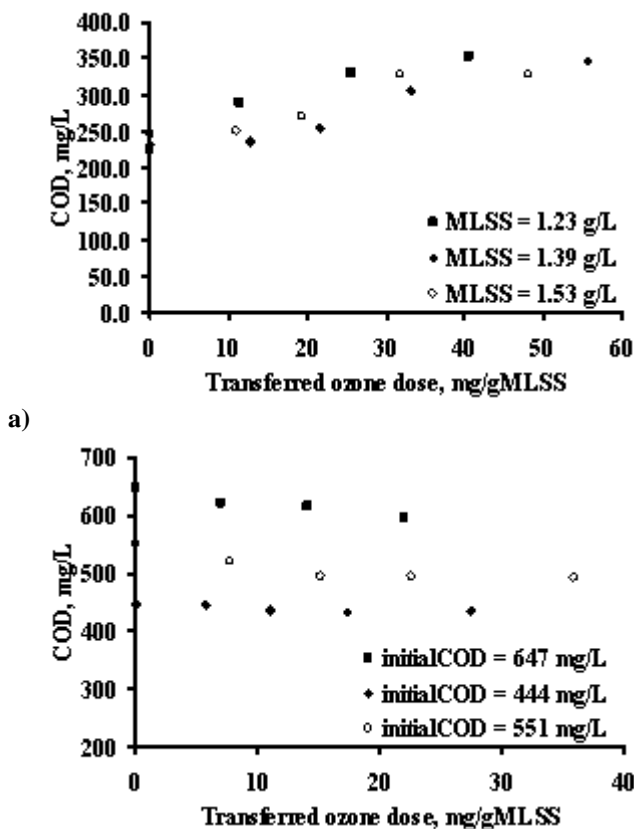 400.0
350.0
300.0
250.0
200.0
150.0
100.0
50.0
0.0
COD, mg/L
■ MLSS = 1.23 g/L
◆ MLSS = 1.39 g/L
○ MLSS = 1.53 g/L
0 10 20 30 40 50 60
Transferred ozone dose, mg/gMLSS
a)
700
600
500
400
300
200
COD, mg/L
■ initialCOD = 647 mg/L
◆ initialCOD = 444 mg/L
○ initialCOD = 551 mg/L
0 10 20 30 40
Transferred ozone dose, mg/gMLSS